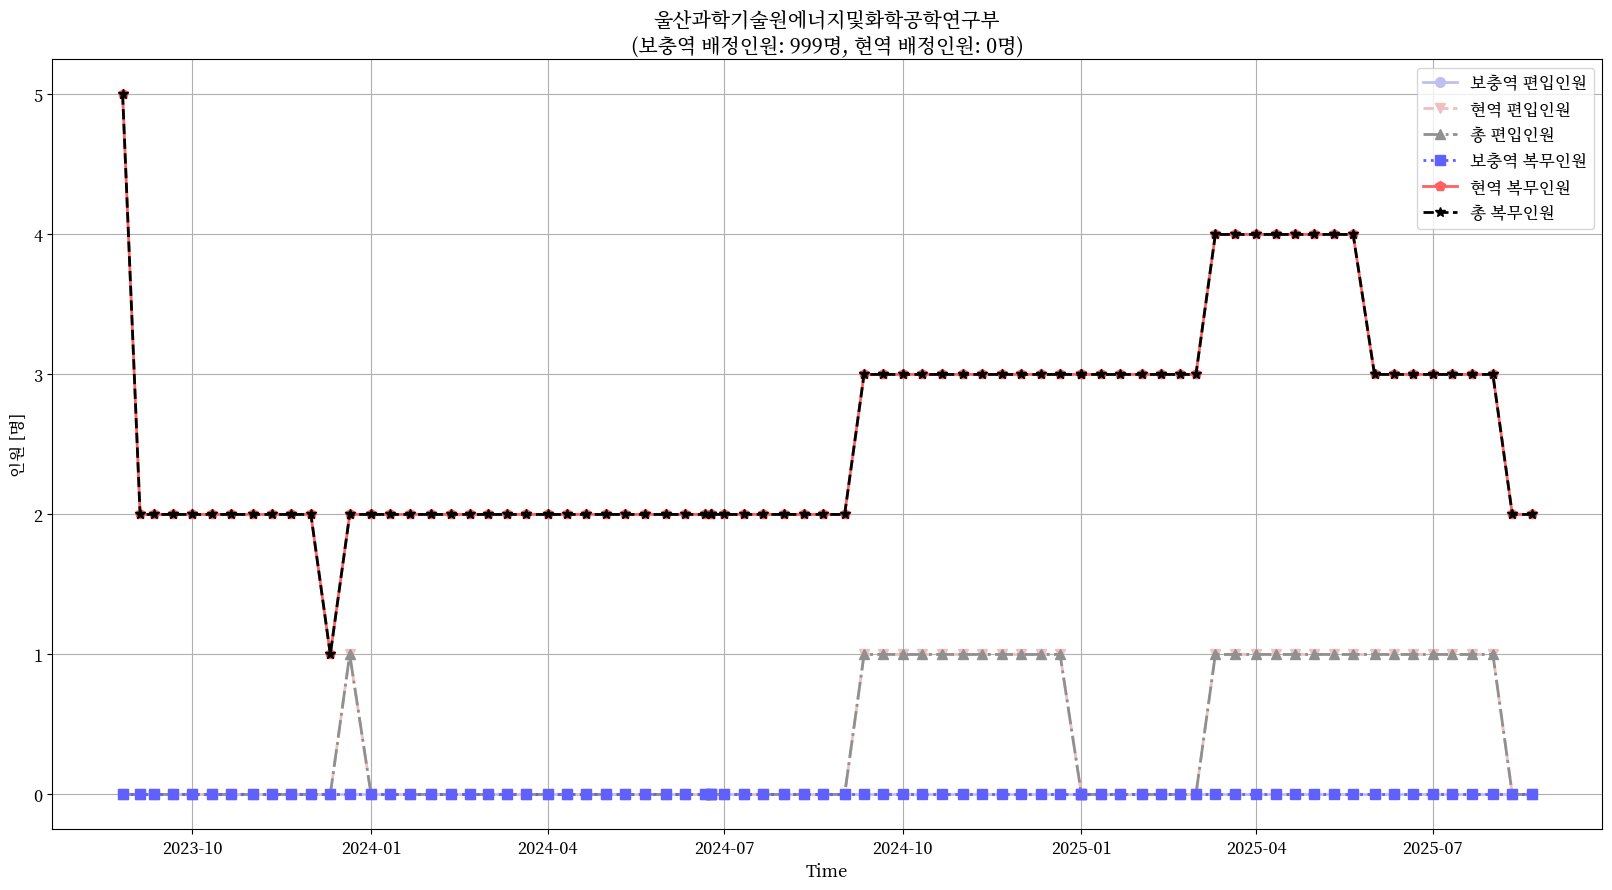 울산과학기술원에너지및화학공학연구부
(보충역 배정인원: 999명, 현역 배정인원: 0명)
보충역 편입인원
현역 편입인원
총 편입인원
보충역 복무인원
현역 복무인원
총 복무인원
인원 [명]
5
4
3
2
1
0
2023-10
2024-01
2024-04
2024-07
2024-10
2025-01
2025-04
2025-07
Time